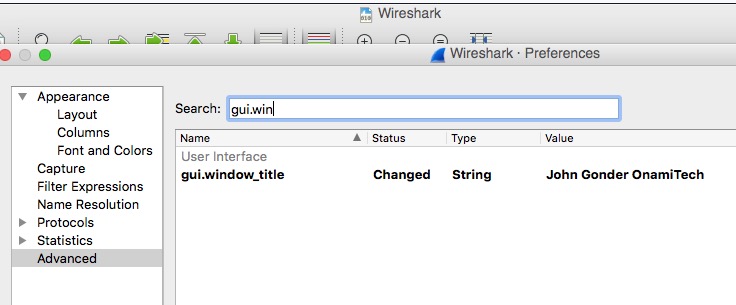 Wireshark
Wireshark · Preferences
Appearance
Layout
Columns
Font and Colors
Capture
Filter Expressions
Name Resolution
Protocols
Statistics
Advanced
Search: gui.win
Name Status Type Value
User Interface
gui.window_title Changed String John Gonder OnamiTech